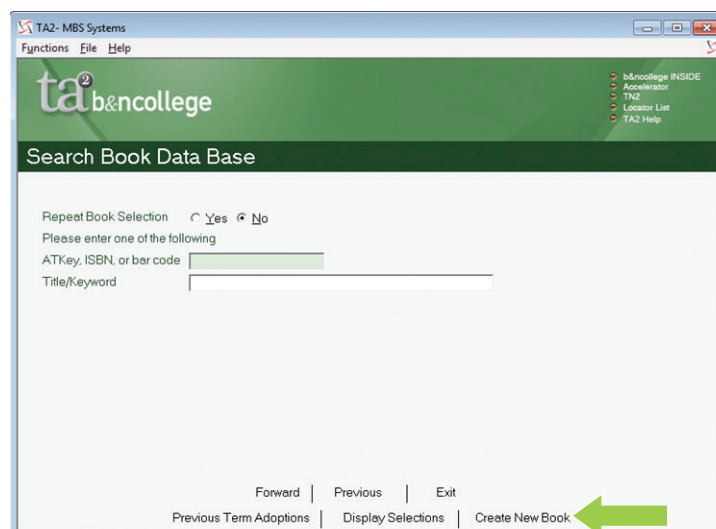 TA2- MBS Systems
Functions File Help
ta2 b&ncollege
b&ncollege INSIDE
Accelerator
TN2
Locator List
TA2 Help
Search Book Data Base
Repeat Book Selection Yes No
Please enter one of the following
ATKey, ISBN, or bar code
Title/Keyword
Forward | Previous | Exit
Previous Term Adoptions | Display Selections | Create New Book